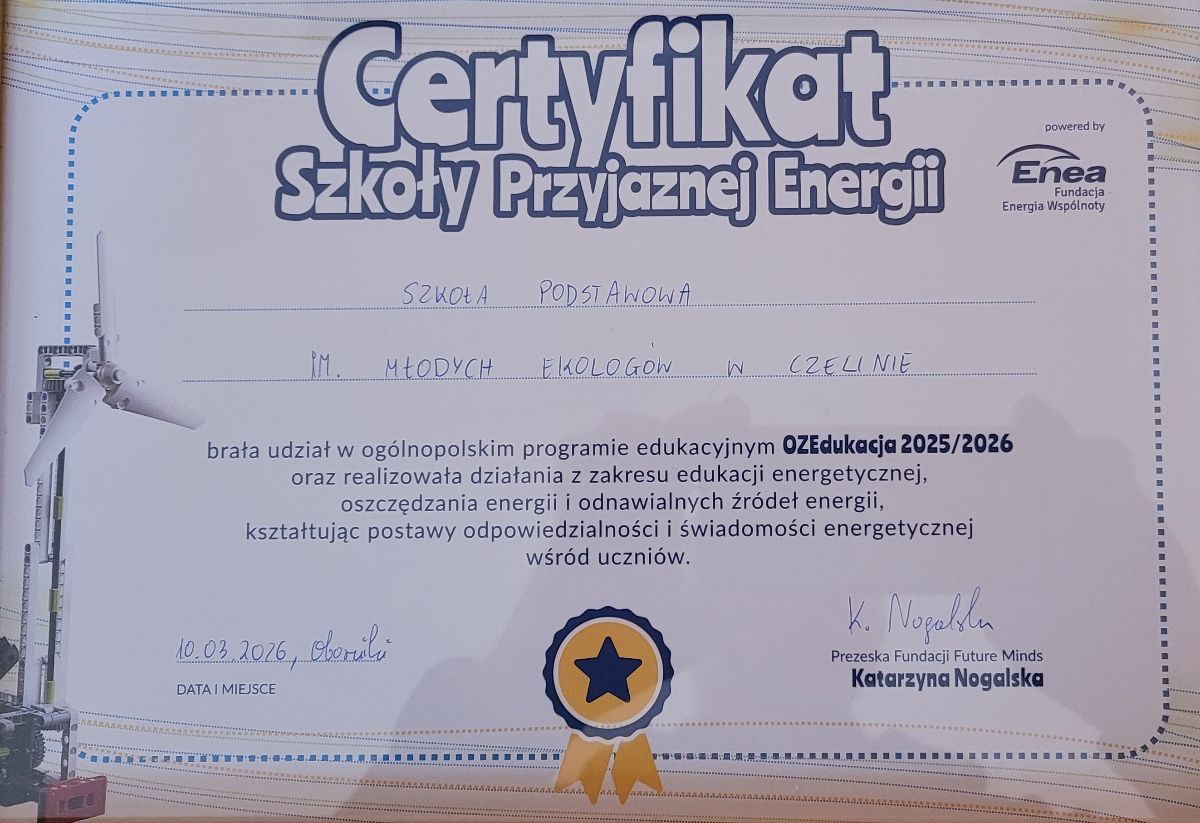 Certyfikat
Szkoły Przyjaznej Energii
powered by
Enea
Fundacja
Energia Wspólnoty
SZKOŁA PODSTAWOWA
IM. MŁODYCH EKOLOGÓW W CZELINIE
brała udział w ogólnopolskim programie edukacyjnym OZEdukacja 2025/2026
oraz realizowała działania z zakresu edukacji energetycznej,
oszczędzania energii i odnawialnych źródeł energii,
kształtując postawy odpowiedzialności i świadomości energetycznej
wśród uczniów.
10.03.2026, Oborniki
DATA I MIEJSCE
K. Nogalska
Prezeska Fundacji Future Minds
Katarzyna Nogalska